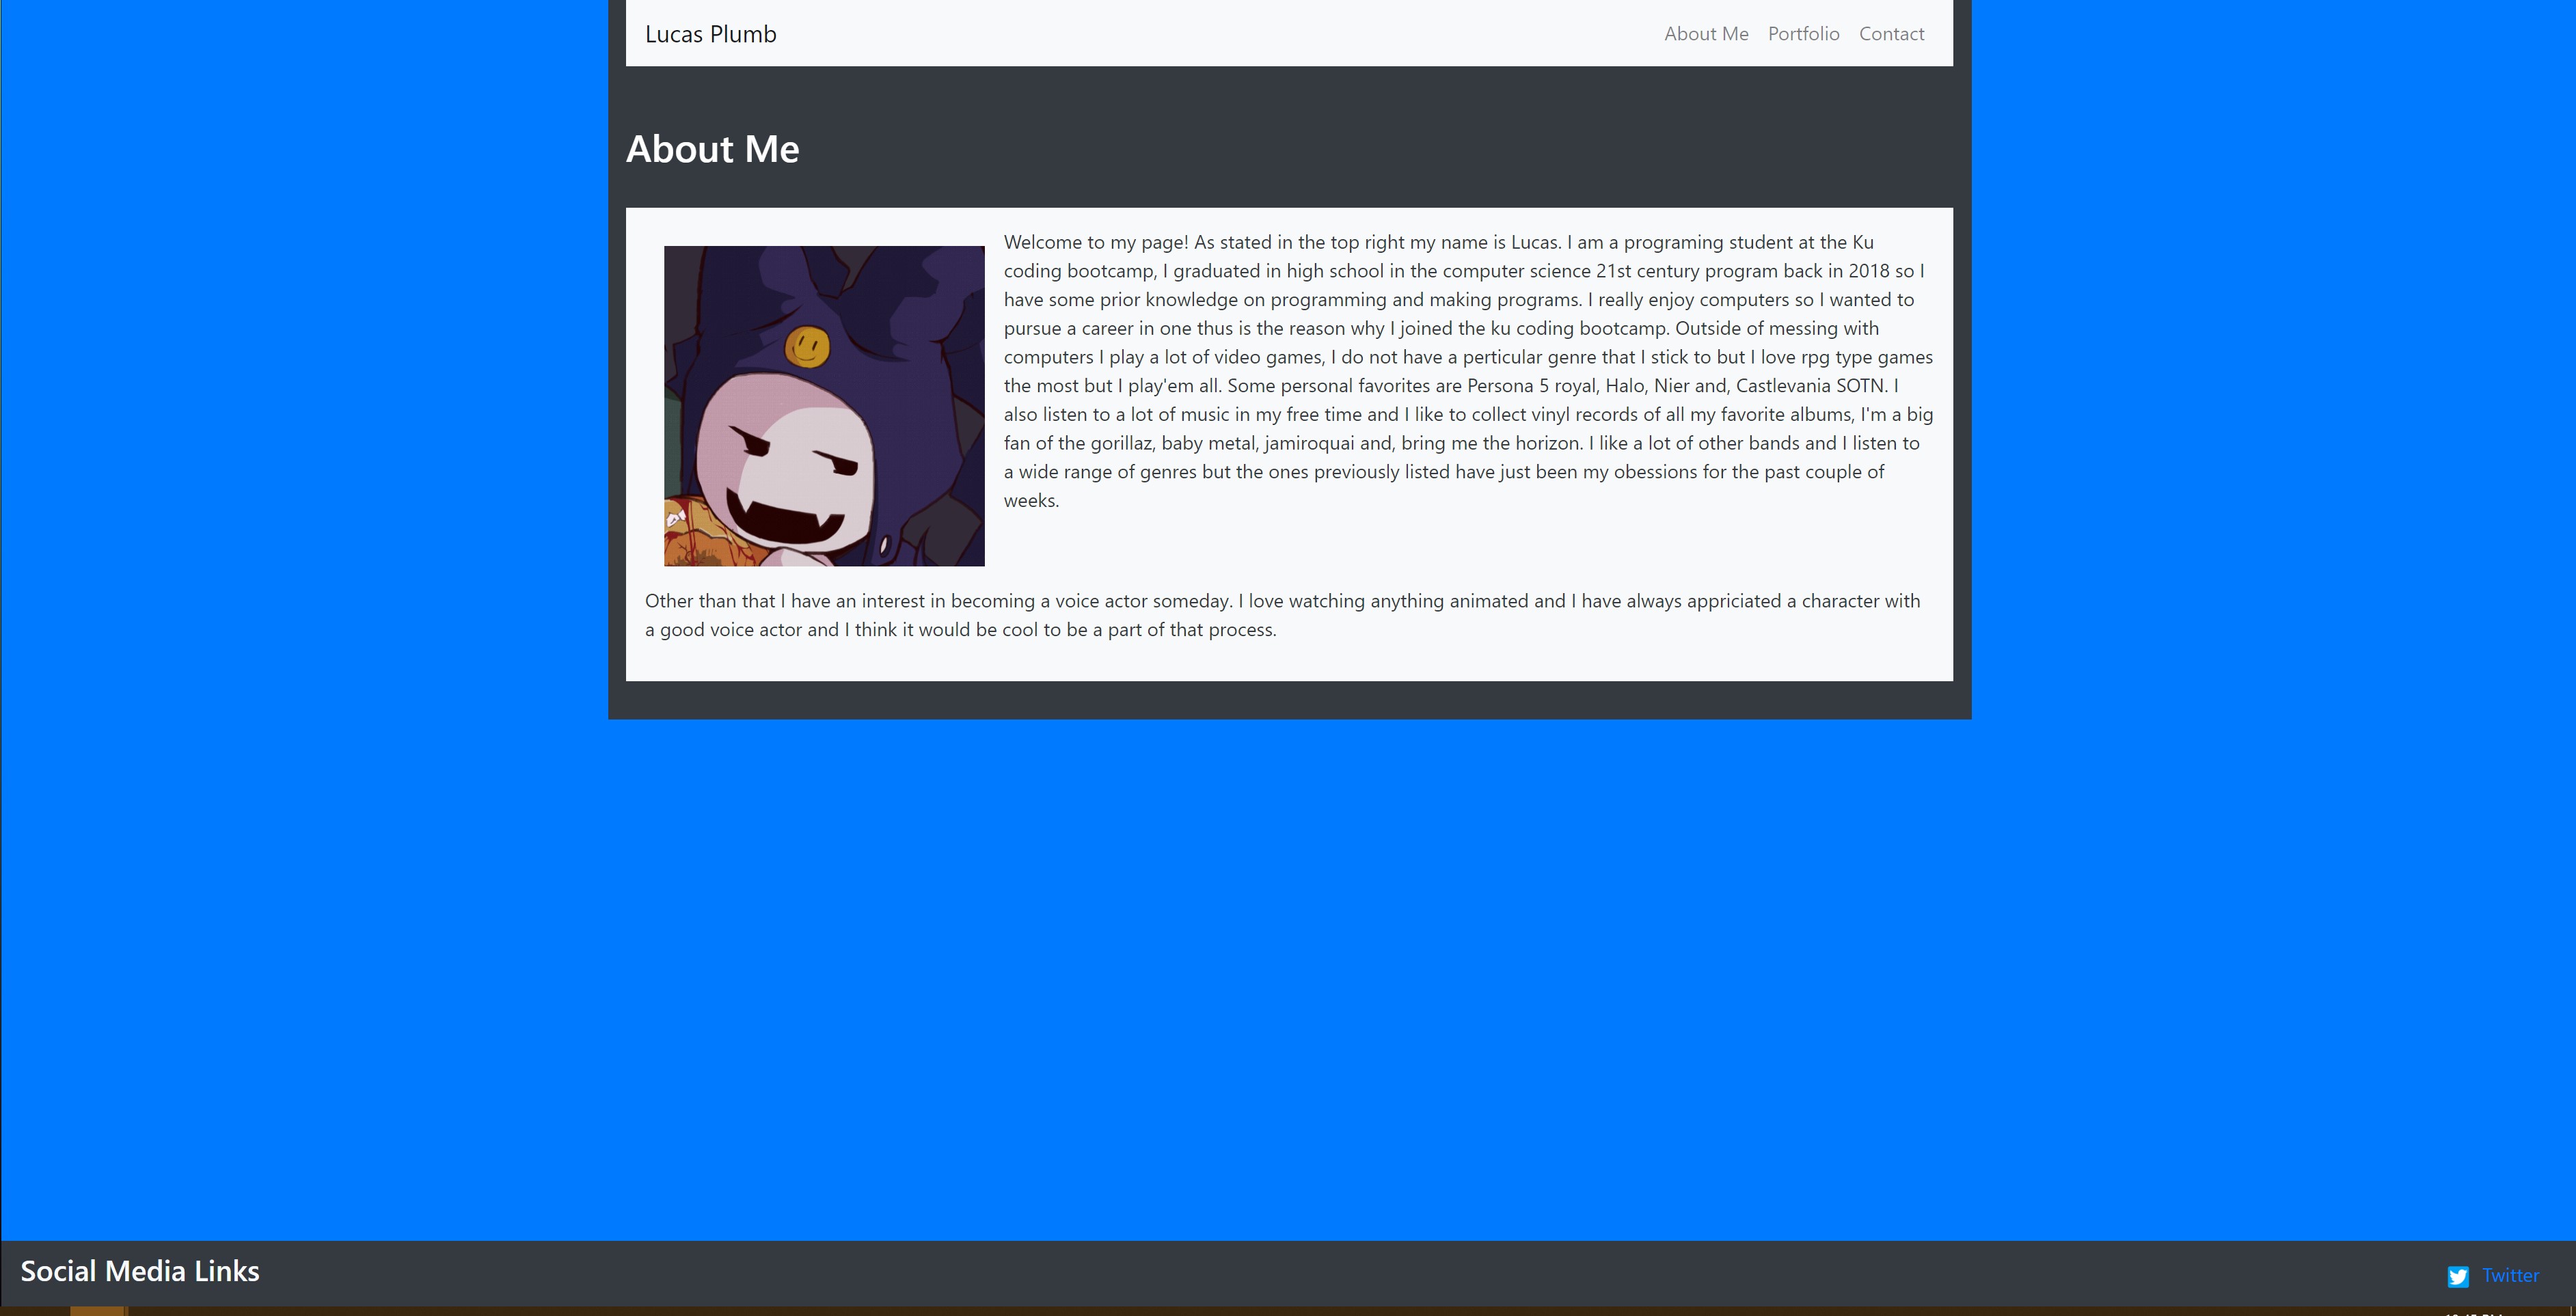 Lucas Plumb
About Me Portfolio Contact
About Me
Welcome to my page! As stated in the top right my name is Lucas. I am a programing student at the Ku
coding bootcamp, I graduated in high school in the computer science 21st century program back in 2018 so I
have some prior knowledge on programming and making programs. I really enjoy computers so I wanted to
pursue a career in one thus is the reason why I joined the ku coding bootcamp. Outside of messing with
computers I play a lot of video games, I do not have a perticular genre that I stick to but I love rpg type games
the most but I play'em all. Some personal favorites are Persona 5 royal, Halo, Nier and, Castlevania SOTN. I
also listen to a lot of music in my free time and I like to collect vinyl records of all my favorite albums, I'm a big
fan of the gorillaz, baby metal, jamiroquai and, bring me the horizon. I like a lot of other bands and I listen to
a wide range of genres but the ones previously listed have just been my obessions for the past couple of
weeks.
Other than that I have an interest in becoming a voice actor someday. I love watching anything animated and I have always appriciated a character with
a good voice actor and I think it would be cool to be a part of that process.
Social Media Links
Twitter